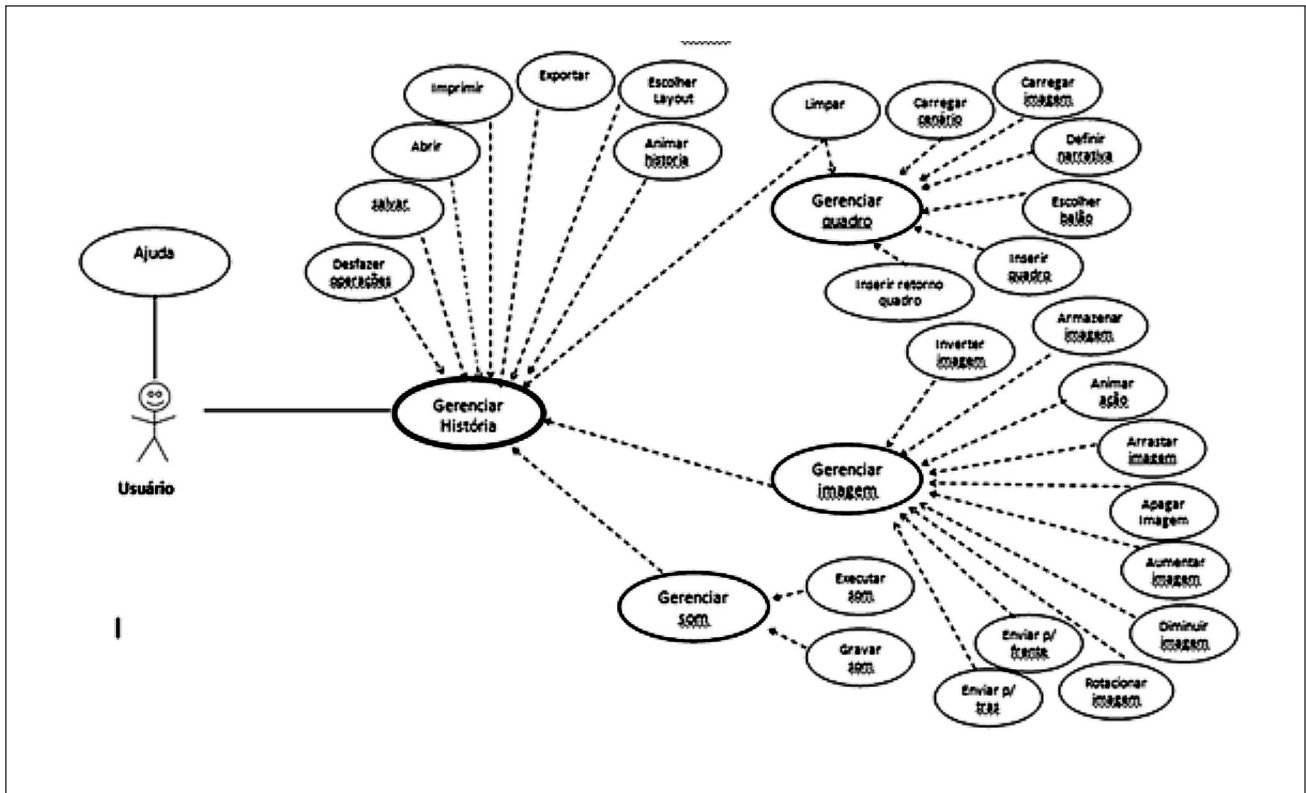 Exportar
Escolher
Layout
Imprimir
Limpar
Carregar
cenário
Carregar
imagem
Abrir
Animar
historia
Definir
narrativa
salvar
Gerenciar
quadro
Escolher
balão
Ajuda
Desfazer
operações
Inserir
quadro
Inserir retorno
quadro
Inverter
imagem
Armazenar
imagem
Animar
ação
Gerenciar
História
Arrastar
imagem
Usuário
Gerenciar
imagem
Apagar
Imagem
Aumentar
imagem
Gerenciar
som
Executar
som
Diminuir
imagem
Gravar
som
Enviar p/
frente
Enviar p/
tras
Rotacionar
imagem